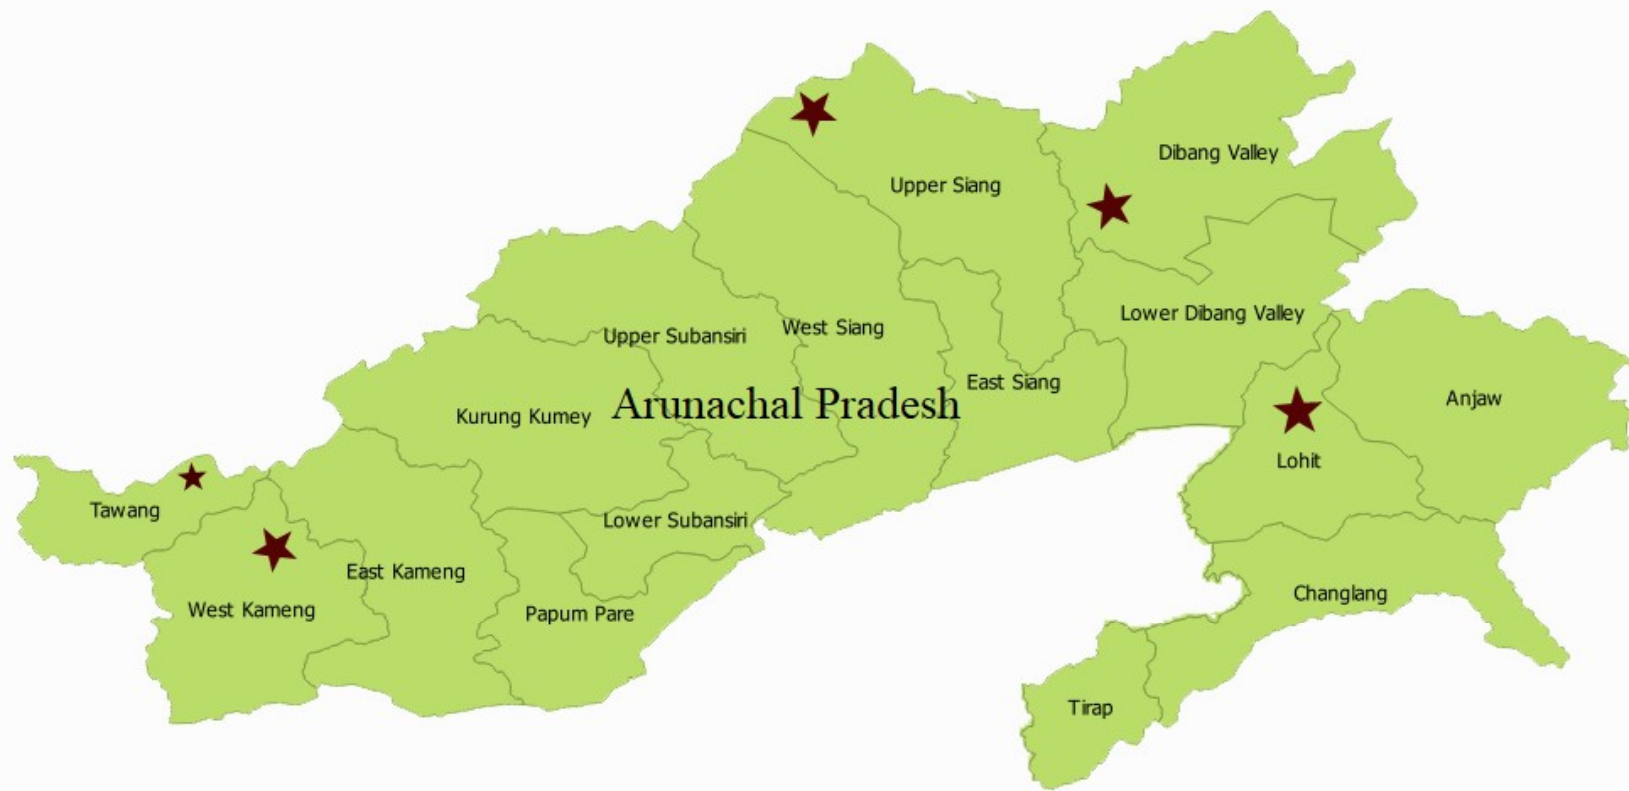 Dibang Valley
Upper Siang
Lower Dibang Valley
West Siang
Upper Subansiri
East Siang
Anjaw
Arunachal Pradesh
Kurung Kumey
Lohit
Tawang
Lower Subansiri
East Kameng
Changlang
West Kameng
Papum Pare
Tirap